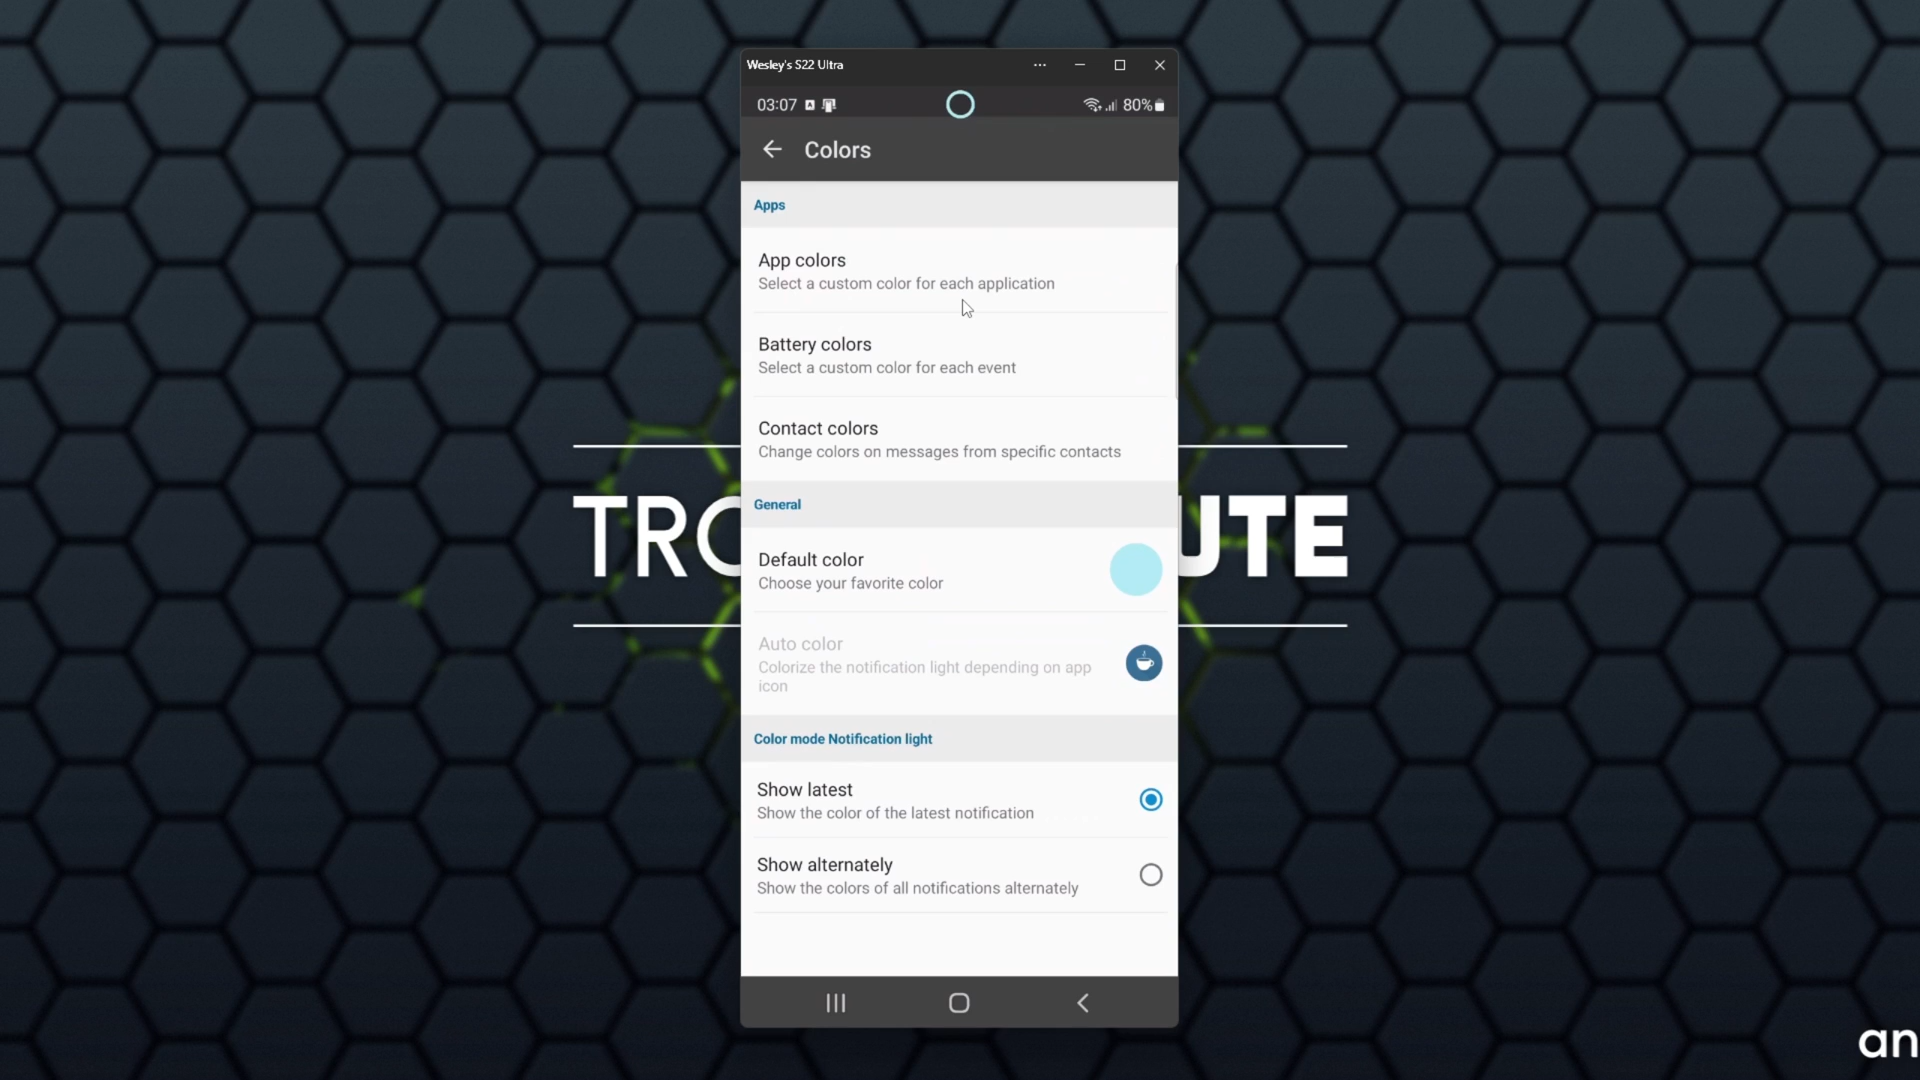 Wesley's S22 Ultra
03:07
80%
Colors
Apps
App colors
Select a custom color for each application
Battery colors
Select a custom color for each event
Contact colors
Change colors on messages from specific contacts
General
TRO
UTE
Default color
Choose your favorite color
Auto color
Colorize the notification light depending on app
icon
Color mode Notification light
Show latest
Show the color of the latest notification
Show alternately
Show the colors of all notifications alternately
an